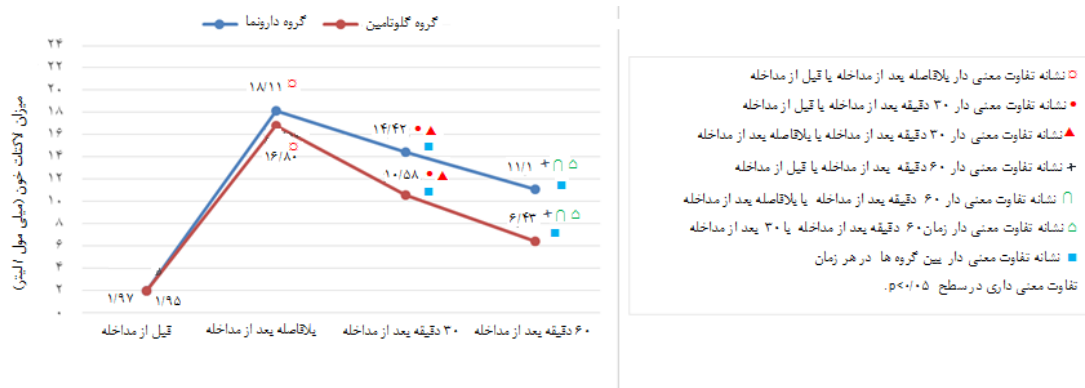 گروه دارونما
گروه گلوتامین
میزان لاکتات خون (میلی مول / لیتر)
۲۴
۲۲
۲۰
۱۸
۱۶
۱۴
۱۲
۱۰
۸
۶
۴
۲
۰
۱۸/۱۱ ¤
۱۶/۸۰
¤
۱۴/۴۲ • ▲
■
۱۰/۵۸ • ▲
■
۱۱/۱ + ∩ ⌂
■
۶/۴۳ + ∩ ⌂
■
۱/۹۷
۱/۹۵
قبل از مداخله
بلافاصله بعد از مداخله
۳۰ دقیقه بعد از مداخله
۶۰ دقیقه بعد از مداخله
¤ نشانه تفاوت معنی دار بلافاصله بعد از مداخله با قبل از مداخله
• نشانه تفاوت معنی دار ۳۰ دقیقه بعد از مداخله با قبل از مداخله
▲ نشانه تفاوت معنی دار ۳۰ دقیقه بعد از مداخله با بلافاصله بعد از مداخله
+ نشانه تفاوت معنی دار ۶۰ دقیقه بعد از مداخله با قبل از مداخله
∩ نشانه تفاوت معنی دار ۶۰ دقیقه بعد از مداخله با بلافاصله بعد از مداخله
⌂ نشانه تفاوت معنی دار زمان ۶۰ دقیقه بعد از مداخله با ۳۰ بعد از مداخله
■ نشانه تفاوت معنی دار بین گروه ها در هر زمان
تفاوت معنی داری در سطح p<۰/۰۵.